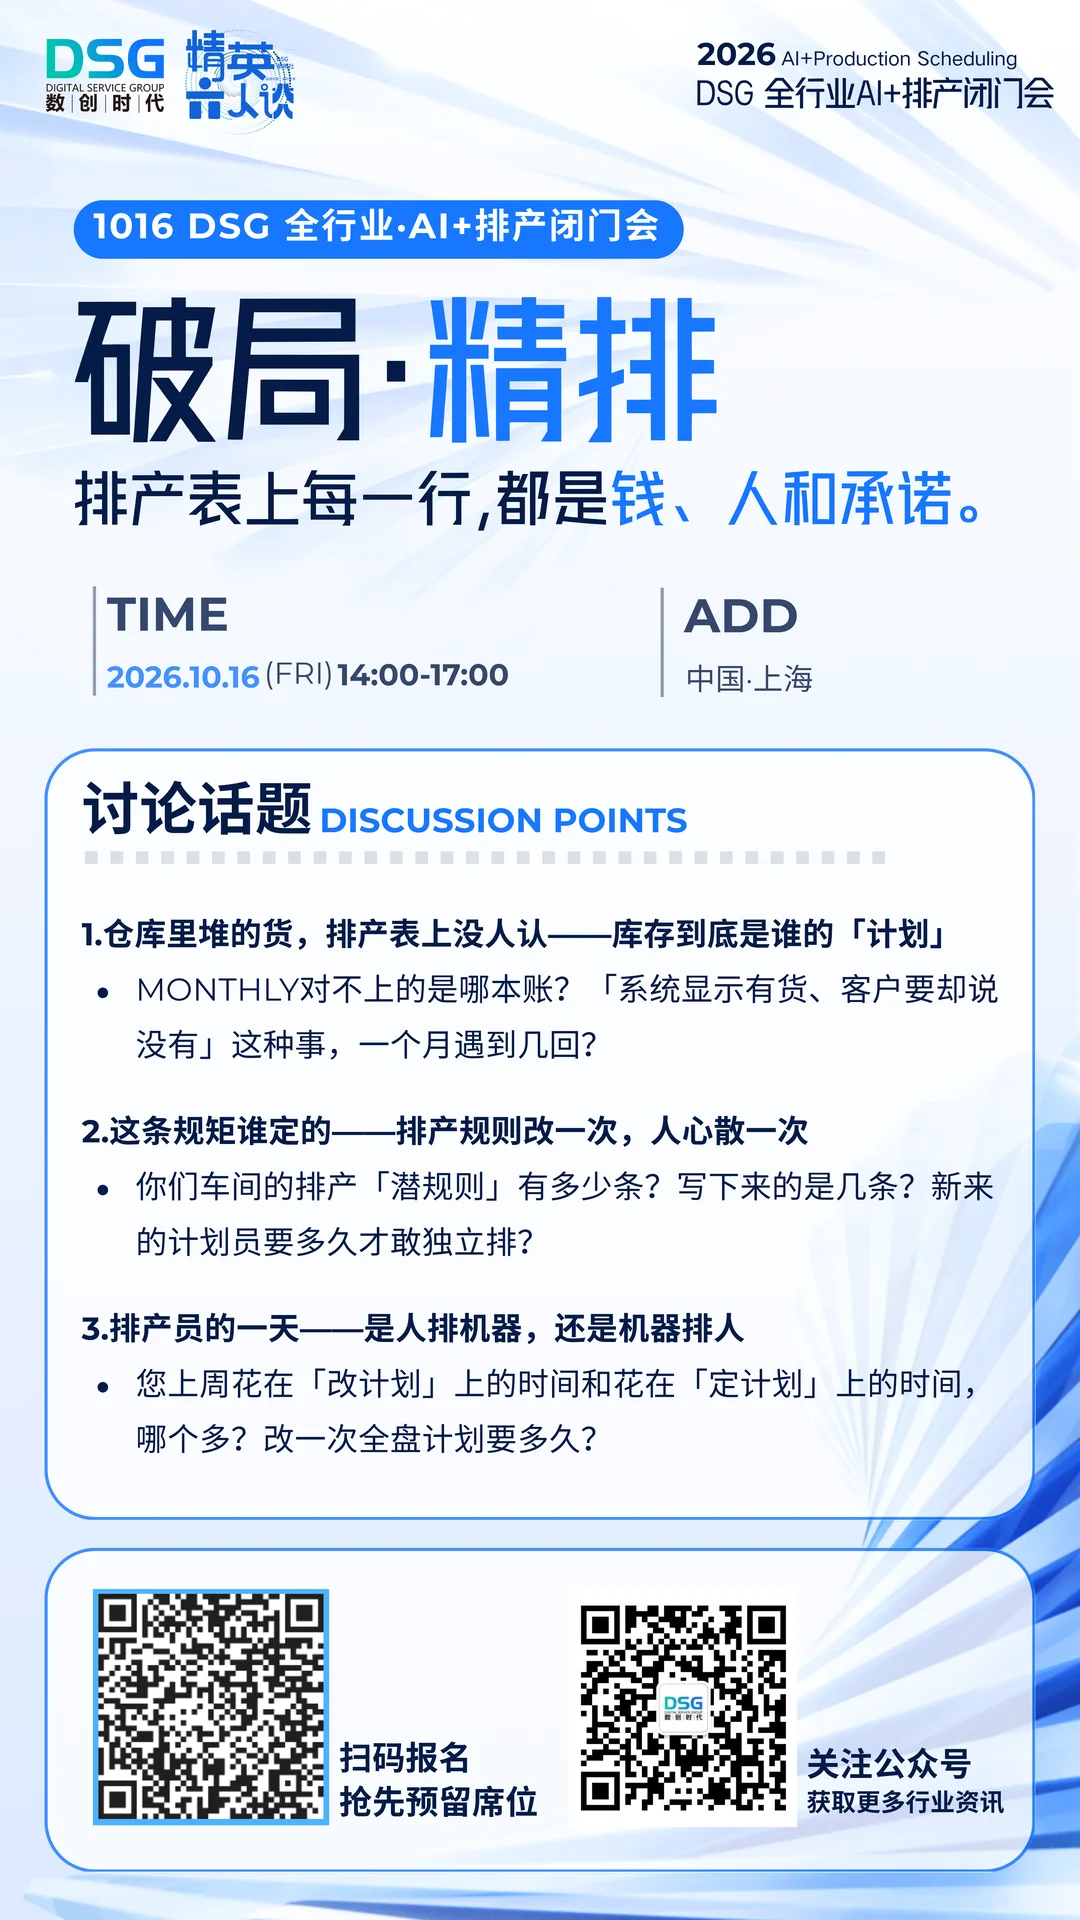 DSG
DIGITAL SERVICE GROUP
数|创|时|代
精英
人谈
2026 AI+Production Scheduling
DSG 全行业AI+排产闭门会
1016 DSG 全行业·AI+排产闭门会
破局·精排
排产表上每一行,都是钱、人和承诺。
TIME
2026.10.16(FRI)14:00-17:00
ADD
中国·上海
讨论话题 DISCUSSION POINTS
1.仓库里堆的货，排产表上没人认——库存到底是谁的「计划」
• MONTHLY对不上的是哪本账？「系统显示有货、客户要却说
没有」这种事，一个月遇到几回？
2.这条规矩谁定的——排产规则改一次，人心散一次
• 你们车间的排产「潜规则」有多少条？写下来的是几条？新来
的计划员要多久才敢独立排？
3.排产员的一天——是人排机器，还是机器排人
• 您上周花在「改计划」上的时间和花在「定计划」上的时间，
哪个多？改一次全盘计划要多久？
扫码报名
抢先预留席位
DSG
数|创|时|代
关注公众号
获取更多行业资讯